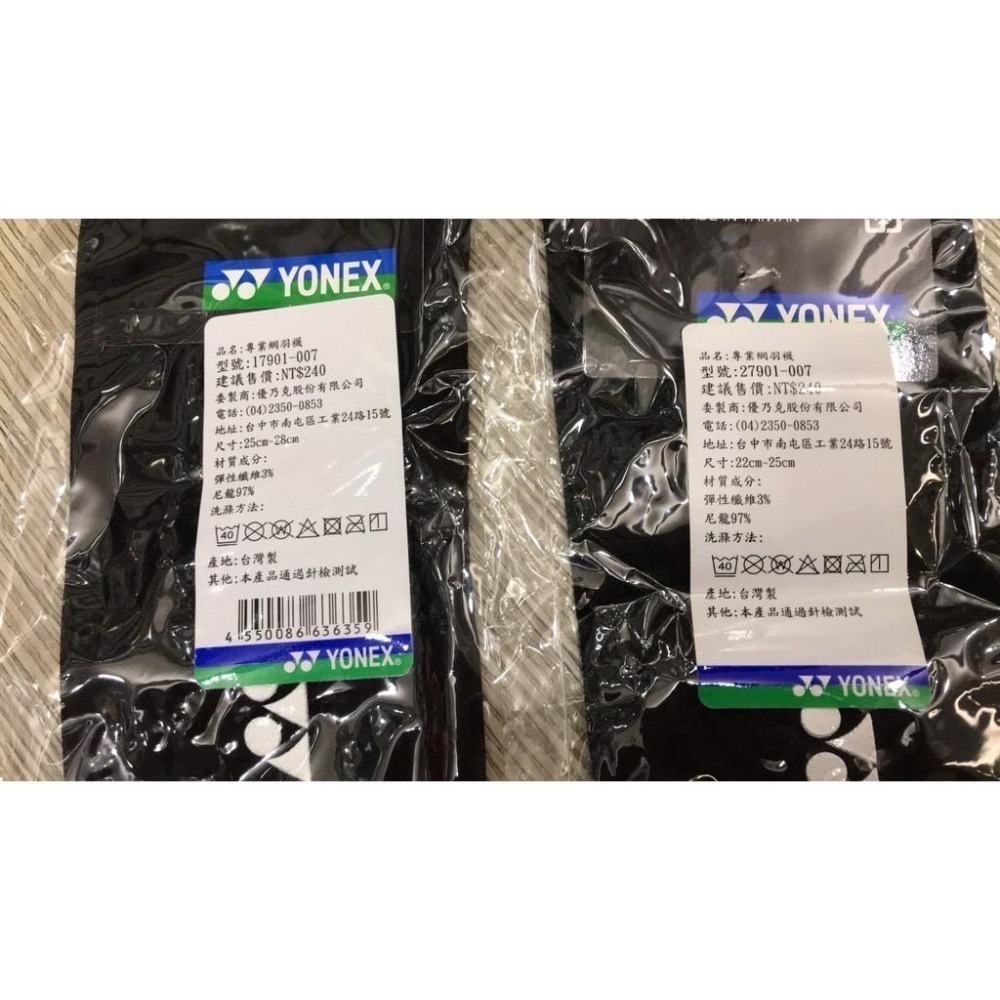 YONEX®
品名:專業網羽襪
型號:17901-007
建議售價:NT$240
委製商:優乃克股份有限公司
電話:(04)2350-0853
地址:台中市南屯區工業24路15號
尺寸:25cm-28cm
材質成分:
彈性纖維3%
尼龍97%
洗滌方法:
40
產地:台灣製
其他:本產品通過針檢測試
4 550086 636359
YONEX®
MADE IN TAIWAN
YONEX
品名:專業網羽襪
型號:27901-007
建議售價:NT$240
委製商:優乃克股份有限公司
電話:(04)2350-0853
地址:台中市南屯區工業24路15號
尺寸:22cm-25cm
材質成分:
彈性纖維3%
尼龍97%
洗滌方法:
40
產地:台灣製
其他:本產品通過針檢測試
YONEX®